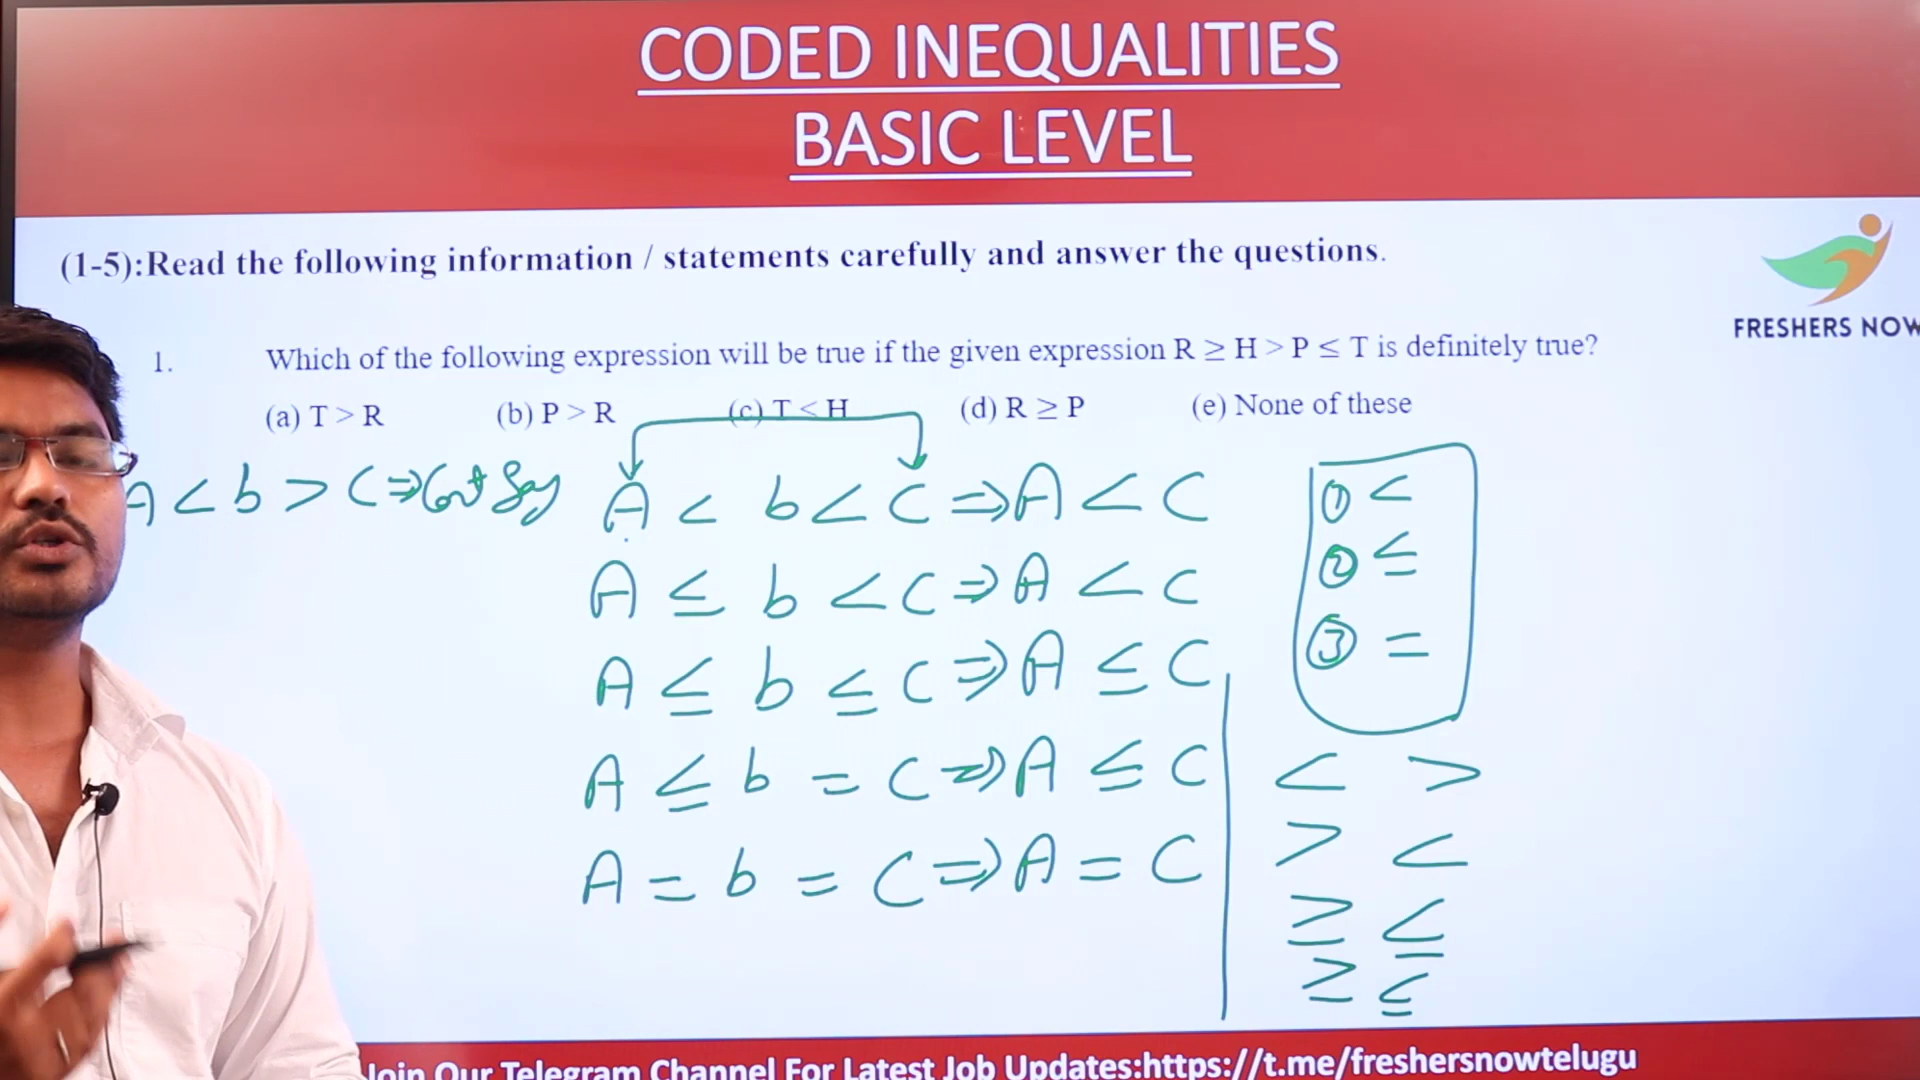 CODED INEQUALITIES
BASIC LEVEL
(1-5):Read the following information / statements carefully and answer the questions.
FRESHERS NOW
1. Which of the following expression will be true if the given expression R ≥ H > P ≤ T is definitely true?
(a) T > R (b) P > R (c) T < H (d) R ≥ P (e) None of these
A < b > C ⇒ Can't Say
A < b < C ⇒ A < C
A ≤ b < C ⇒ A < C
A ≤ b ≤ C ⇒ A ≤ C
A ≤ b = C ⇒ A ≤ C
A = b = C ⇒ A = C
① <
② ≤
③ =
< >
> <
≥ ≤
≥ ≤
Join Our Telegram Channel For Latest Job Updates:https://t.me/freshersnowtelugu